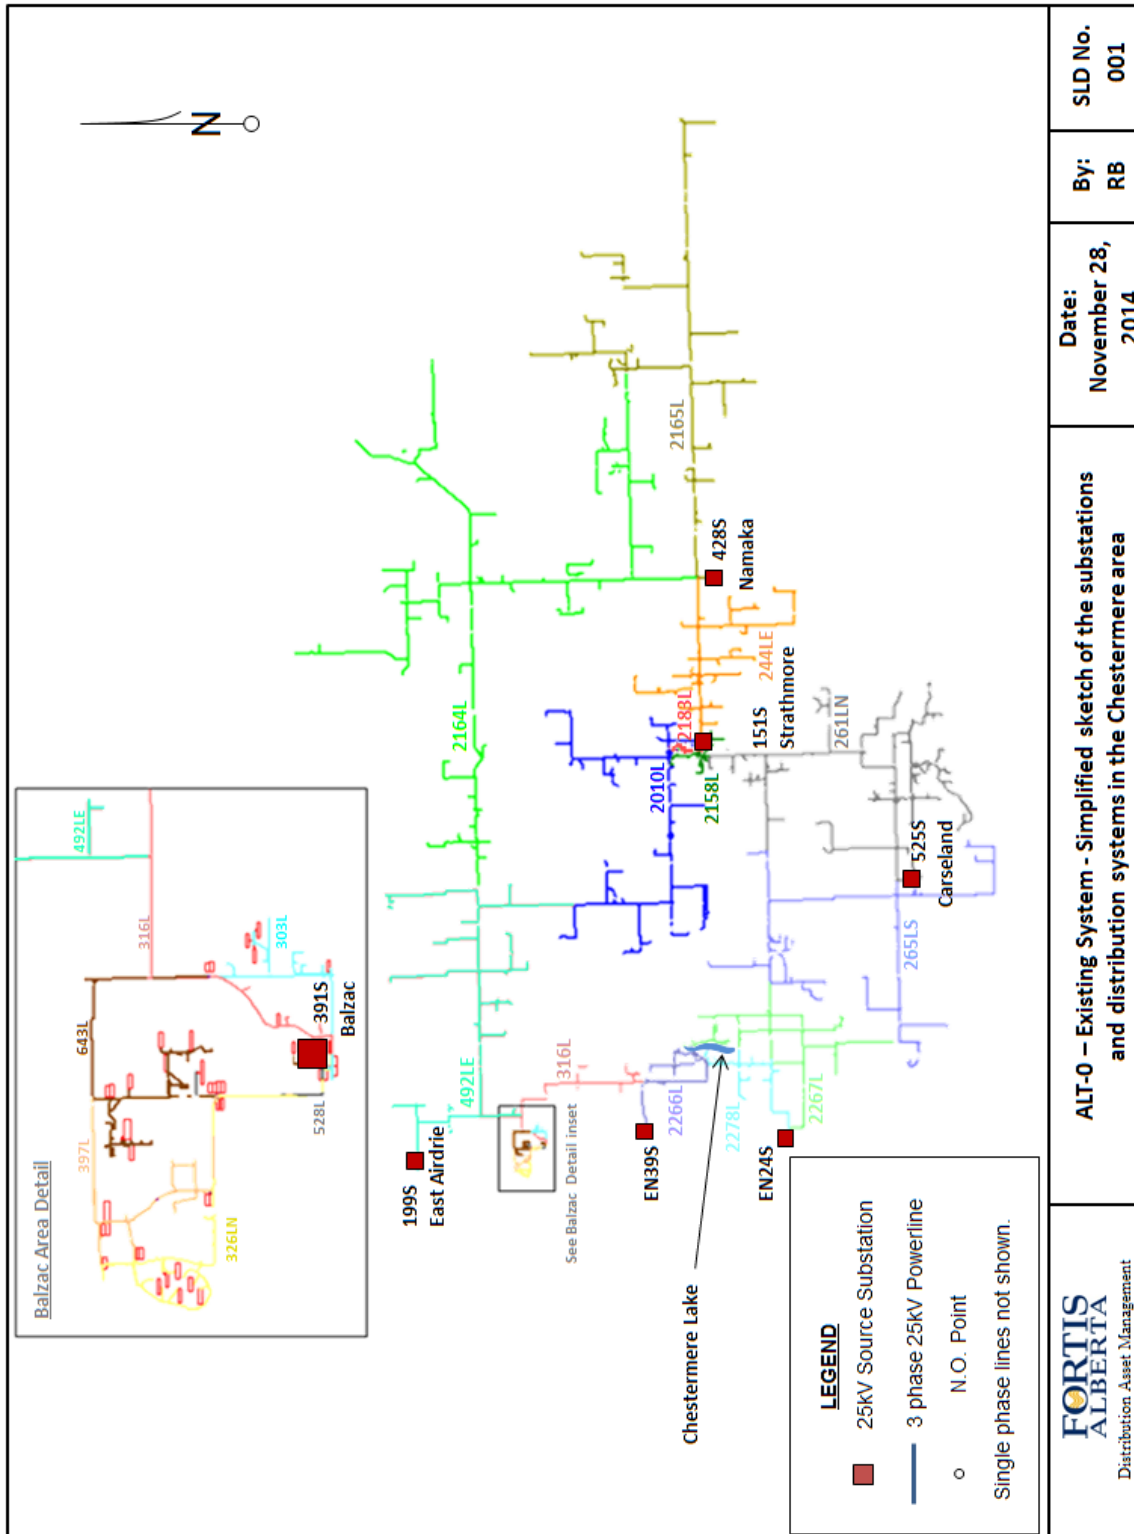 Balzac Area Detail
492LE
316L
643L
303L
391S
Balzac
528L
397L
326LN
N
2164L
2165L
428S
Namaka
244LE
2183L
151S
Strathmore
2010L
2158L
261LN
525S
Carseland
265LS
492LE
199S
East Airdrie
316L
See Balzac Detail inset
EN39S
2266L
2278L
2267L
EN24S
Chestermere Lake
LEGEND
25kV Source Substation
3 phase 25kV Powerline
N.O. Point
Single phase lines not shown.
FORTIS
ALBERTA
Distribution Asset Management
ALT-0 – Existing System - Simplified sketch of the substations
and distribution systems in the Chestermere area
Date:
November 28,
2014
By:
RB
SLD No.
001